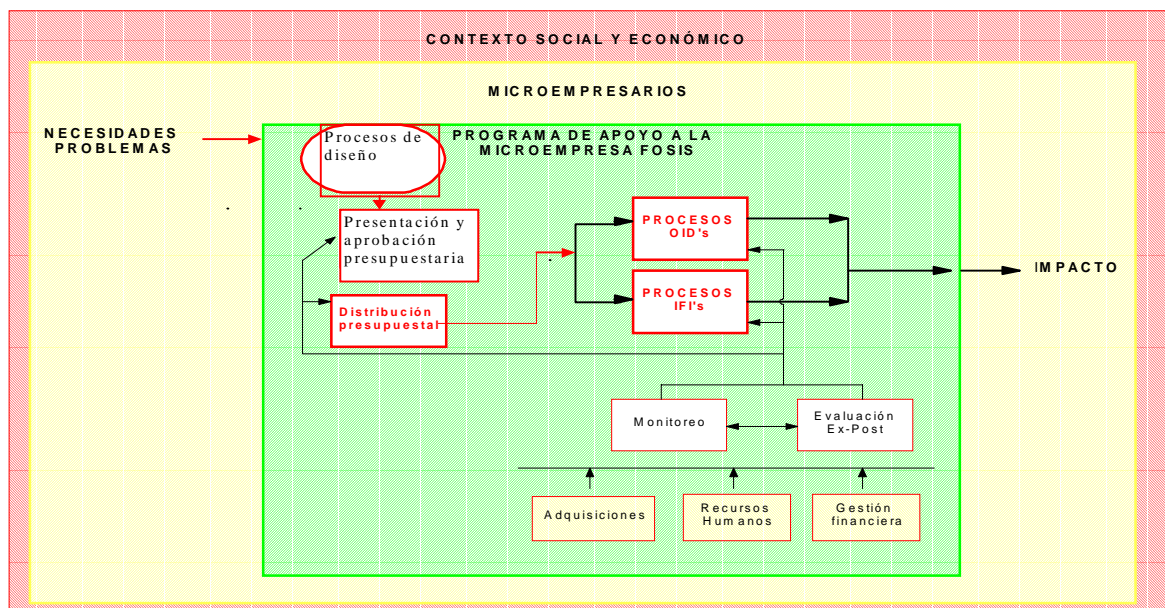 CONTEXTO SOCIAL Y ECONÓMICO
MICROEMPRESARIOS
NECESIDADES
PROBLEMAS
PROGRAMA DE APOYO A LA
MICROEMPRESA FOSIS
Procesos de
diseño
Presentación y
aprobación
presupuestaria
Distribución
presupuestal
PROCESOS
OID's
PROCESOS
IFI's
IMPACTO
Monitoreo
Evaluación
Ex-Post
Adquisiciones
Recursos
Humanos
Gestión
financiera